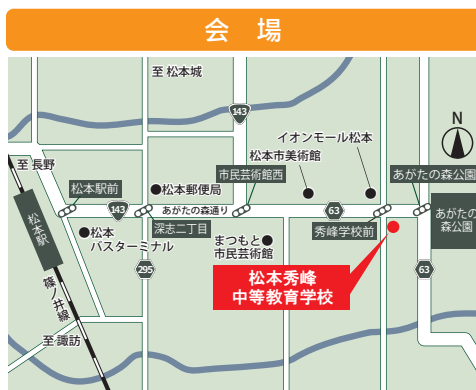 会 場
至 松本城
143
N
イオンモール松本
松本市美術館
至 長野
松本駅前
松本郵便局
市民芸術館西
あがたの森公園
松本駅
143
あがたの森通り
63
あがたの
森公園
松本
バスターミナル
深志二丁目
まつもと
市民芸術館
秀峰学校前
295
松本秀峰
中等教育学校
63
篠ノ井線
至 諏訪